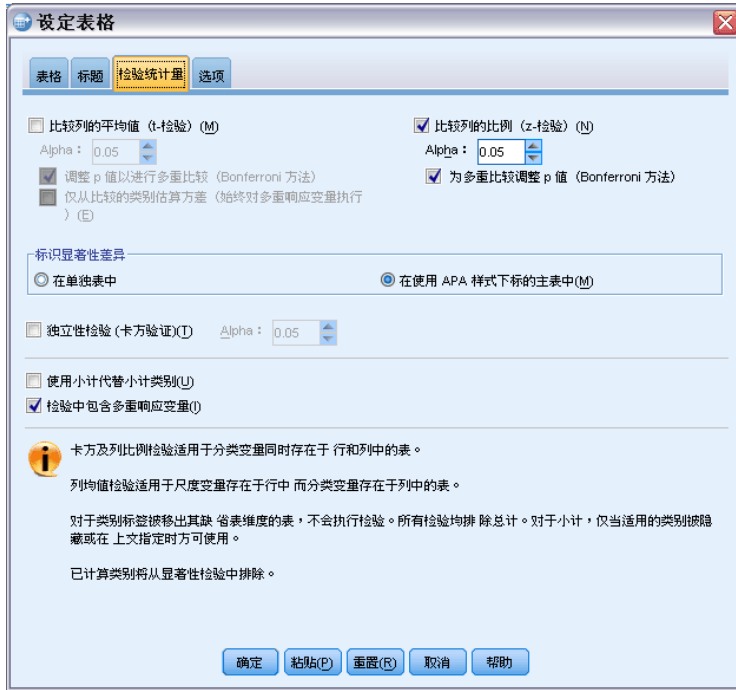 设定表格
表格 标题 检验统计量 选项
比较列的平均值（t-检验）(M)
Alpha： 0.05
调整 p 值以进行多重比较（Bonferroni 方法）
仅从比较的类别估算方差（始终对多重响应变量执行
）(E)
比较列的比例（z-检验）(N)
Alpha： 0.05
为多重比较调整 p 值（Bonferroni 方法）
标识显著性差异
在单独表中
在使用 APA 样式下标的主表中(M)
独立性检验 (卡方验证)(T) Alpha： 0.05
使用小计代替小计类别(U)
检验中包含多重响应变量(I)
卡方及列比例检验适用于分类变量同时存在于 行和列中的表。
列均值检验适用于尺度变量存在于行中 而分类变量存在于列中的表。
对于类别标签被移出其缺 省表维度的表，不会执行检验。所有检验均排 除总计。对于小计，仅当适用的类别被隐
藏或在 上文指定时方可使用。
已计算类别将从显著性检验中排除。
确定 粘贴(P) 重置(R) 取消 帮助